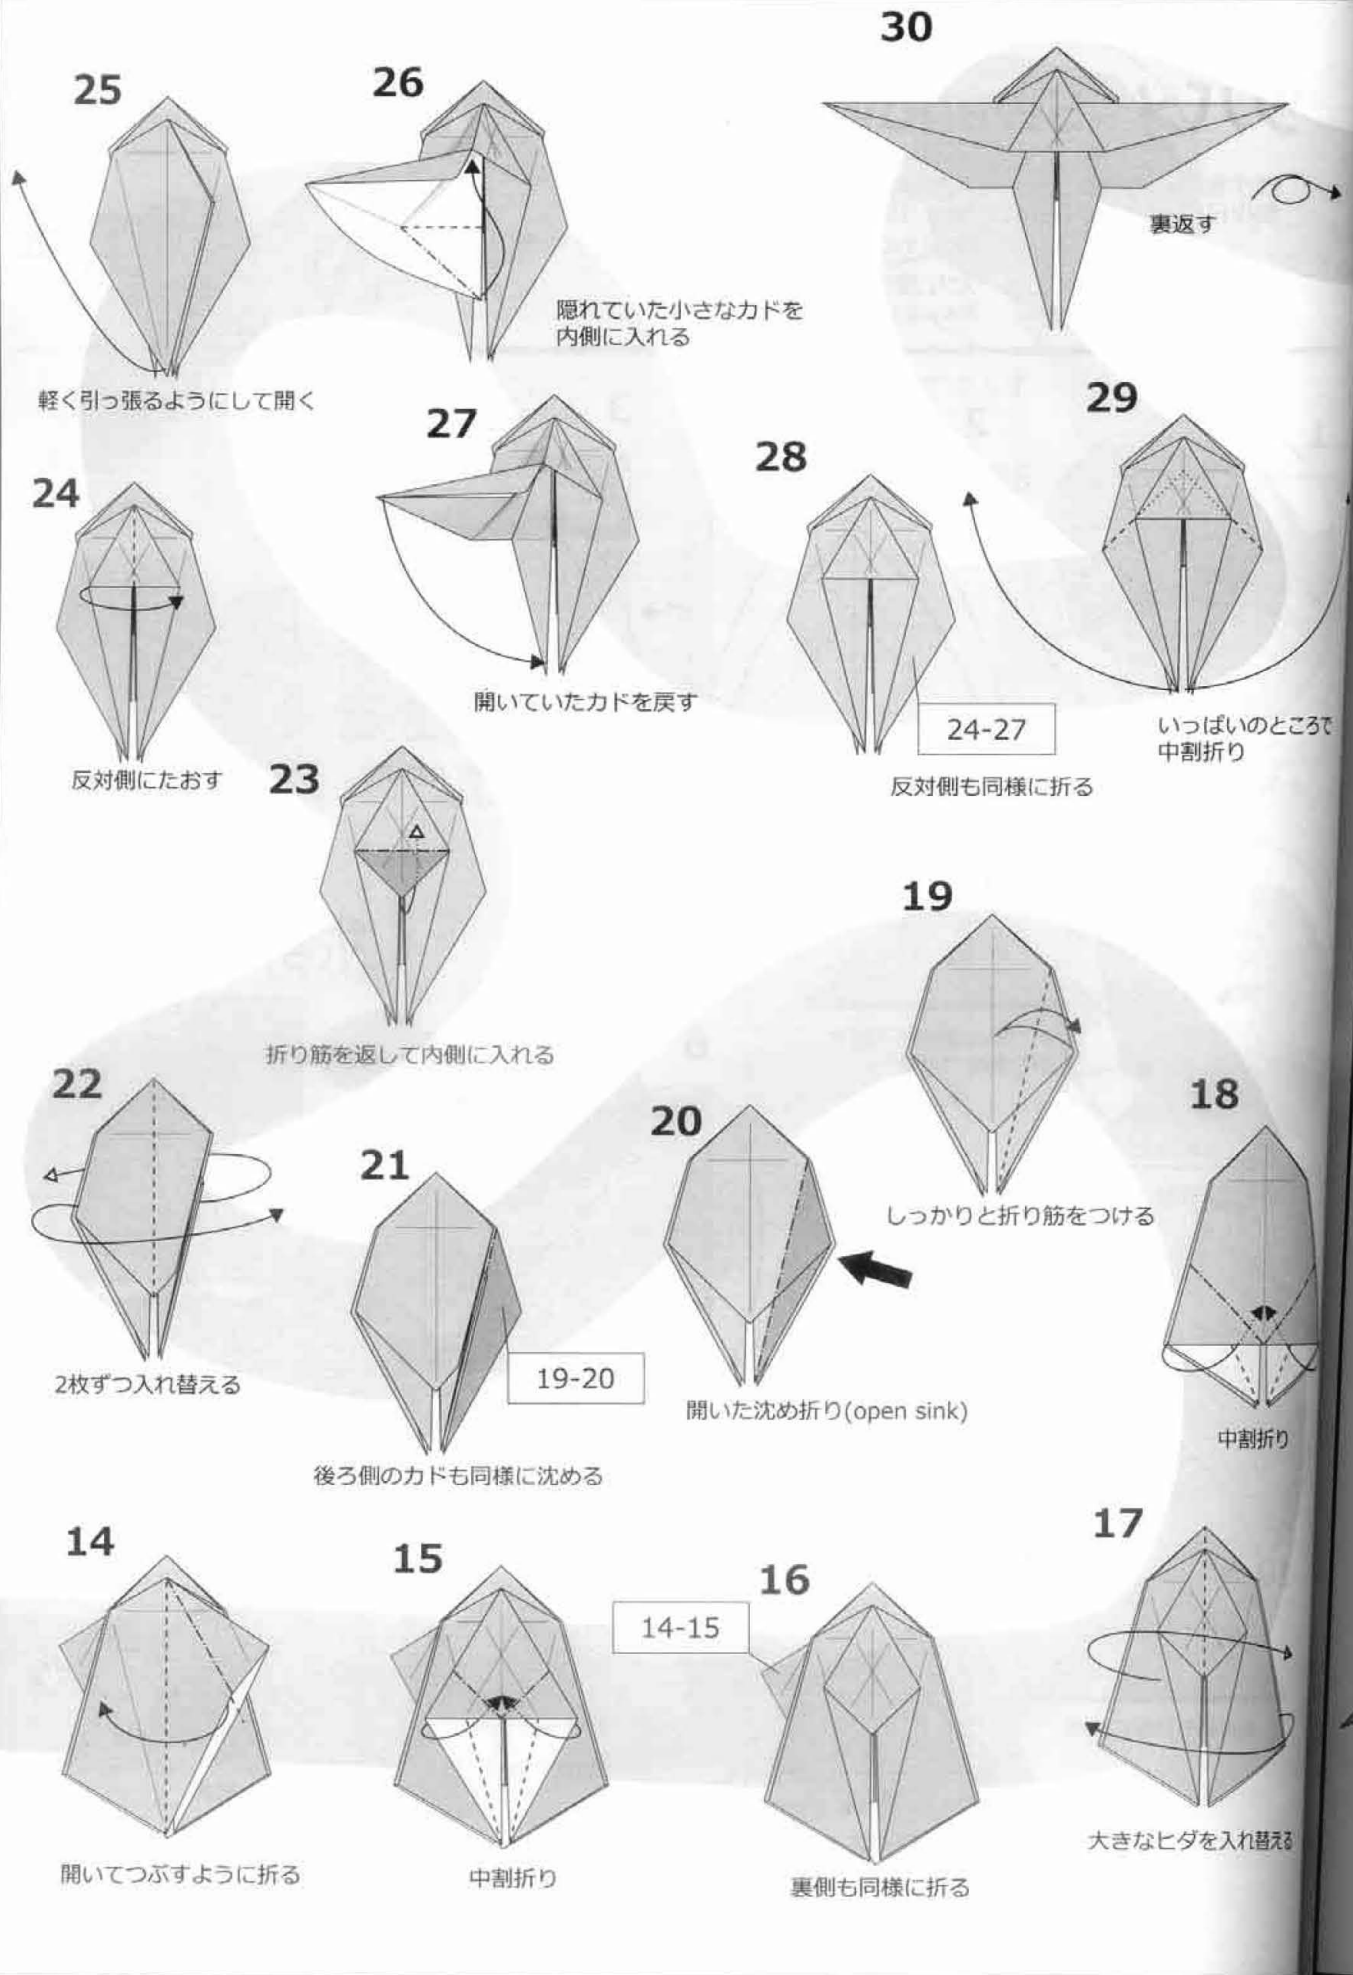 14
開いてつぶすように折る
15
中割折り
14-15
16
裏側も同様に折る
17
大きなヒダを入れ替える
18
中割折り
19
しっかりと折り筋をつける
20
開いた沈め折り(open sink)
21
19-20
後ろ側のカドも同様に沈める
22
2枚ずつ入れ替える
23
折り筋を返して内側に入れる
24
反対側にたおす
25
軽く引っ張るようにして開く
26
隠れていた小さなカドを
内側に入れる
27
開いていたカドを戻す
28
24-27
反対側も同様に折る
29
いっぱいのところで
中割折り
30
裏返す